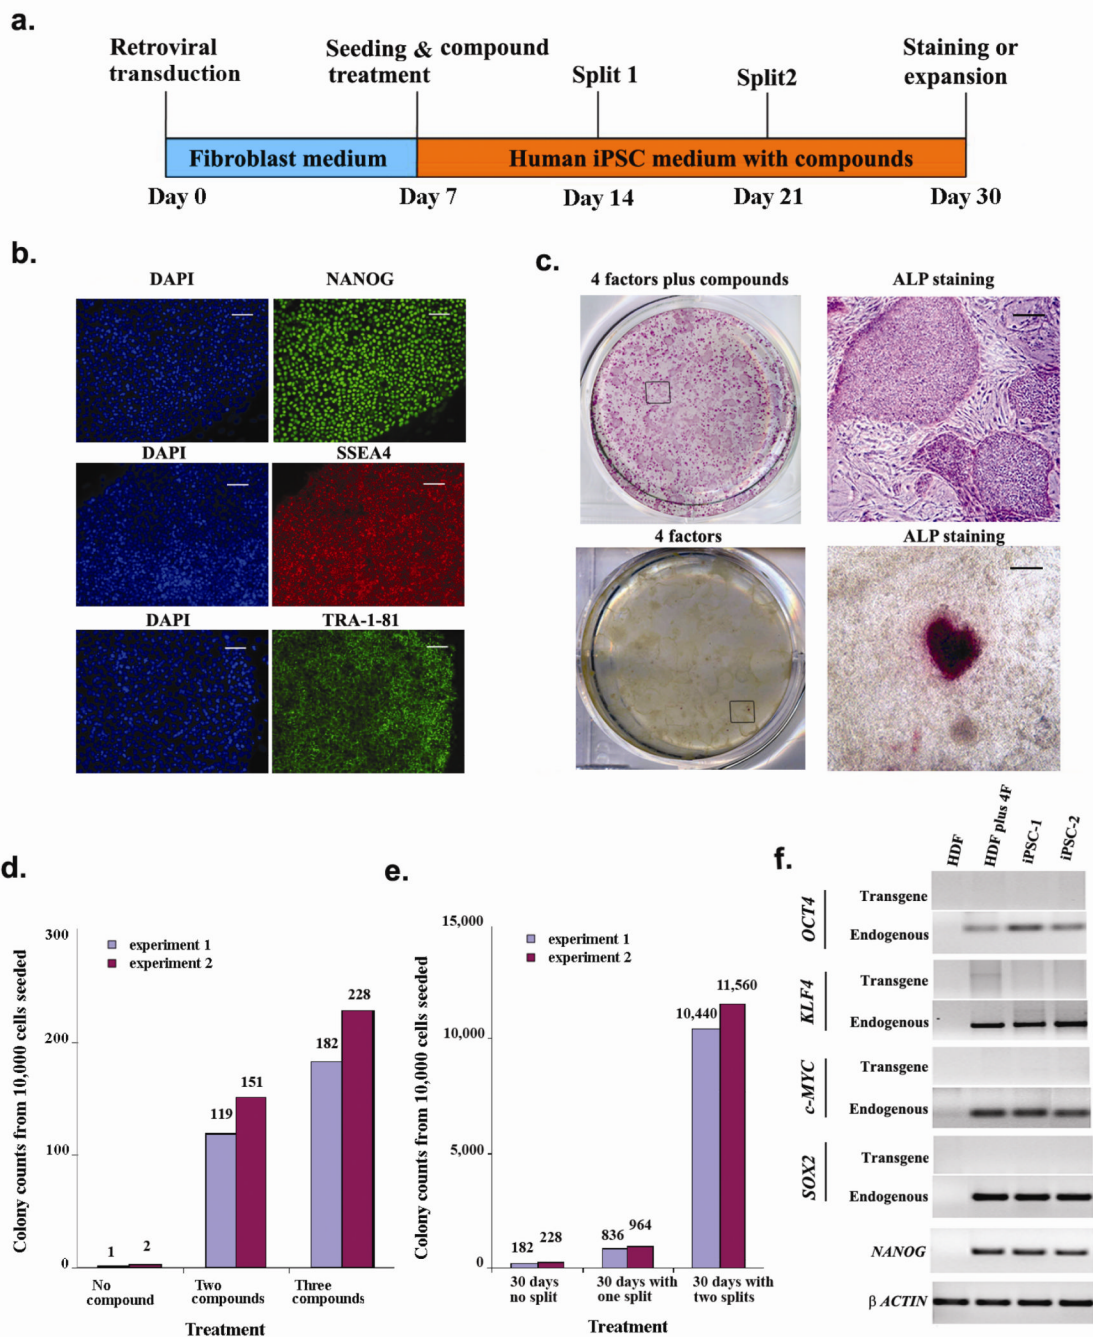 a.
Retroviral
transduction
Seeding & compound
treatment
Split 1
Split2
Staining or
expansion
Fibroblast medium
Human iPSC medium with compounds
Day 0
Day 7
Day 14
Day 21
Day 30
b.
DAPI
NANOG
DAPI
SSEA4
DAPI
TRA-1-81
c.
4 factors plus compounds
ALP staining
4 factors
ALP staining
d.
Colony counts from 10,000 cells seeded
300
200
100
0
experiment 1
experiment 2
1
2
119
151
182
228
No
compound
Two
compounds
Three
compounds
Treatment
e.
Colony counts from 10,000 cells seeded
15,000
10,000
5,000
0
experiment 1
experiment 2
182
228
836
964
10,440
11,560
30 days
no split
30 days with
one split
30 days with
two splits
Treatment
f.
HDF
HDF plus 4F
iPSC-1
iPSC-2
OCT4
Transgene
Endogenous
KLF4
Transgene
Endogenous
c-MYC
Transgene
Endogenous
SOX2
Transgene
Endogenous
NANOG
β ACTIN